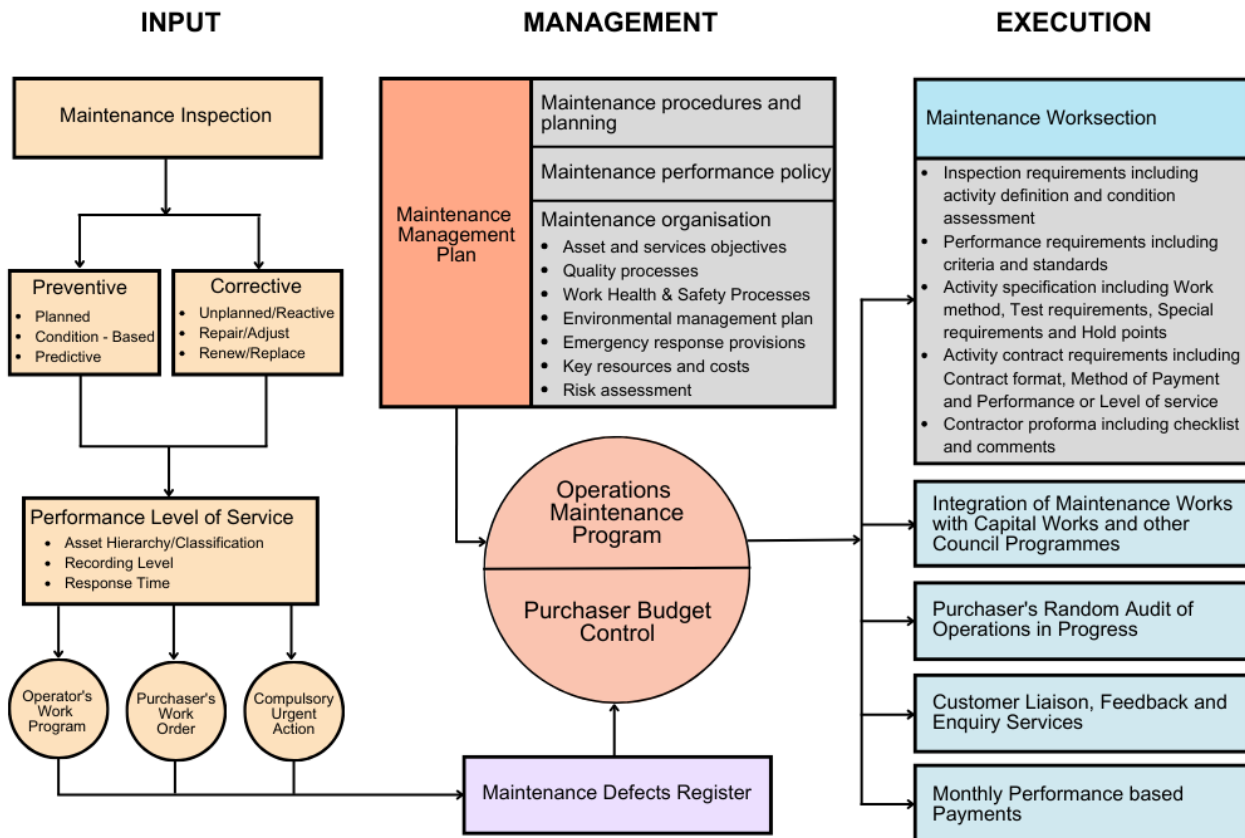 INPUT
MANAGEMENT
EXECUTION
Maintenance Inspection
Preventive
• Planned
• Condition - Based
• Predictive
Corrective
• Unplanned/Reactive
• Repair/Adjust
• Renew/Replace
Performance Level of Service
• Asset Hierarchy/Classification
• Recording Level
• Response Time
Operator's
Work
Program
Purchaser's
Work
Order
Compulsory
Urgent
Action
Maintenance
Management
Plan
Maintenance procedures and
planning
Maintenance performance policy
Maintenance organisation
• Asset and services objectives
• Quality processes
• Work Health & Safety Processes
• Environmental management plan
• Emergency response provisions
• Key resources and costs
• Risk assessment
Operations
Maintenance
Program
Purchaser Budget
Control
Maintenance Defects Register
Maintenance Worksection
• Inspection requirements including
activity definition and condition
assessment
• Performance requirements including
criteria and standards
• Activity specification including Work
method, Test requirements, Special
requirements and Hold points
• Activity contract requirements including
Contract format, Method of Payment
and Performance or Level of service
• Contractor proforma including checklist
and comments
Integration of Maintenance Works
with Capital Works and other
Council Programmes
Purchaser's Random Audit of
Operations in Progress
Customer Liaison, Feedback and
Enquiry Services
Monthly Performance based
Payments